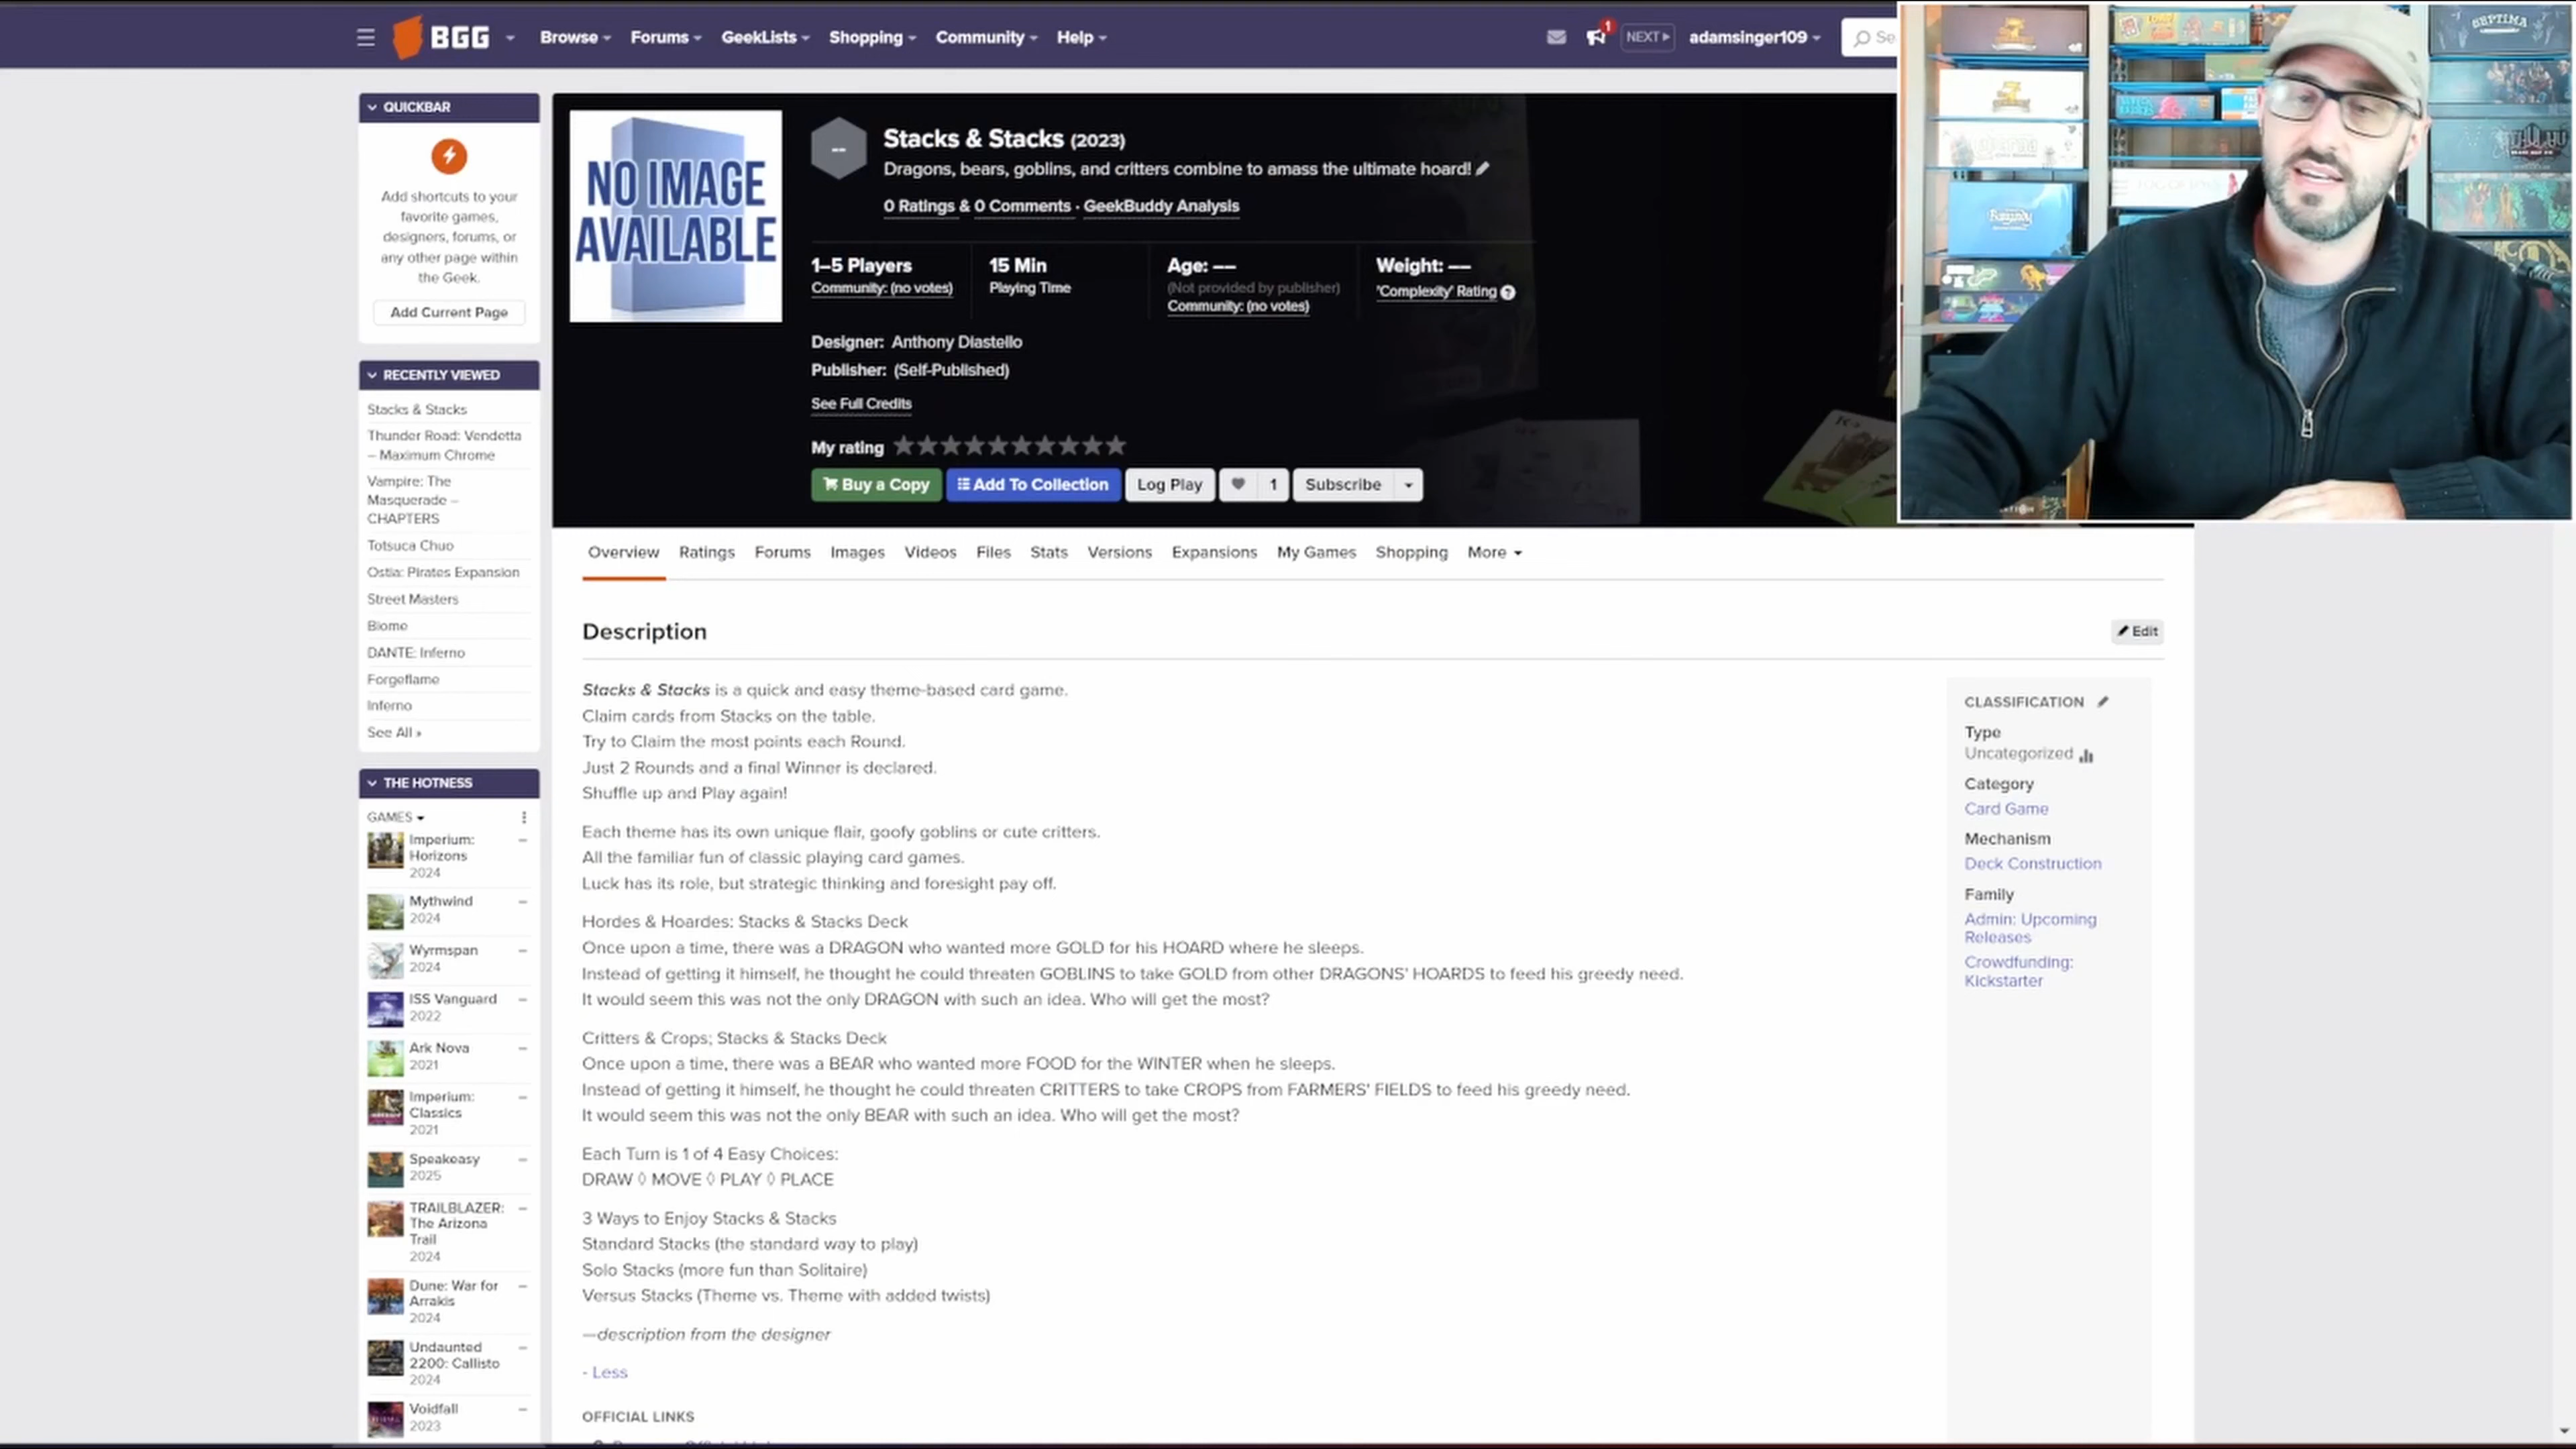 BGG
Browse
Forums
GeekLists
Shopping
Community
Help
1
NEXT
adamsinger109
Se
QUICKBAR
Add shortcuts to your
favorite games,
designers, forums, or
any other page within
the Geek.
Add Current Page
RECENTLY VIEWED
Stacks & Stacks
Thunder Road: Vendetta
– Maximum Chrome
Vampire: The
Masquerade –
CHAPTERS
Totsuca Chuo
Ostia: Pirates Expansion
Street Masters
Biome
DANTE: Inferno
Forgeflame
Inferno
See All »
THE HOTNESS
GAMES
Imperium:
Horizons
2024
Mythwind
2024
Wyrmspan
2024
ISS Vanguard
2022
Ark Nova
2021
Imperium:
Classics
2021
Speakeasy
2025
TRAILBLAZER:
The Arizona
Trail
2024
Dune: War for
Arrakis
2024
Undaunted
2200: Callisto
2024
Voidfall
2023
NO IMAGE
AVAILABLE
--
Stacks & Stacks (2023)
Dragons, bears, goblins, and critters combine to amass the ultimate hoard!
0 Ratings & 0 Comments · GeekBuddy Analysis
1–5 Players
Community: (no votes)
15 Min
Playing Time
Age: —
(Not provided by publisher)
Community: (no votes)
Weight: —
'Complexity' Rating ?
Designer: Anthony Diastello
Publisher: (Self-Published)
See Full Credits
My rating
Buy a Copy
Add To Collection
Log Play
1
Subscribe
SEPTIMA
Overview
Ratings
Forums
Images
Videos
Files
Stats
Versions
Expansions
My Games
Shopping
More
Description
Edit
Stacks & Stacks is a quick and easy theme-based card game.
Claim cards from Stacks on the table.
Try to Claim the most points each Round.
Just 2 Rounds and a final Winner is declared.
Shuffle up and Play again!
Each theme has its own unique flair, goofy goblins or cute critters.
All the familiar fun of classic playing card games.
Luck has its role, but strategic thinking and foresight pay off.
Hordes & Hoardes: Stacks & Stacks Deck
Once upon a time, there was a DRAGON who wanted more GOLD for his HOARD where he sleeps.
Instead of getting it himself, he thought he could threaten GOBLINS to take GOLD from other DRAGONS' HOARDS to feed his greedy need.
It would seem this was not the only DRAGON with such an idea. Who will get the most?
Critters & Crops; Stacks & Stacks Deck
Once upon a time, there was a BEAR who wanted more FOOD for the WINTER when he sleeps.
Instead of getting it himself, he thought he could threaten CRITTERS to take CROPS from FARMERS' FIELDS to feed his greedy need.
It would seem this was not the only BEAR with such an idea. Who will get the most?
Each Turn is 1 of 4 Easy Choices:
DRAW ◊ MOVE ◊ PLAY ◊ PLACE
3 Ways to Enjoy Stacks & Stacks
Standard Stacks (the standard way to play)
Solo Stacks (more fun than Solitaire)
Versus Stacks (Theme vs. Theme with added twists)
—description from the designer
- Less
OFFICIAL LINKS
CLASSIFICATION
Type
Uncategorized
Category
Card Game
Mechanism
Deck Construction
Family
Admin: Upcoming
Releases
Crowdfunding:
Kickstarter